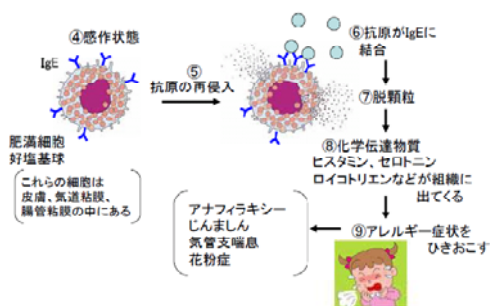 ④感作状態
IgE
肥満細胞
好塩基球
これらの細胞は
皮膚、気道粘膜、
腸管粘膜の中にある
⑤
抗原の再侵入
⑥抗原がIgEに
結合
⑦脱顆粒
⑧化学伝達物質
ヒスタミン、セロトニン
ロイコトリエンなどが組織に
出てくる
⑨アレルギー症状を
ひきおこす
アナフィラキシー
じんましん
気管支喘息
花粉症